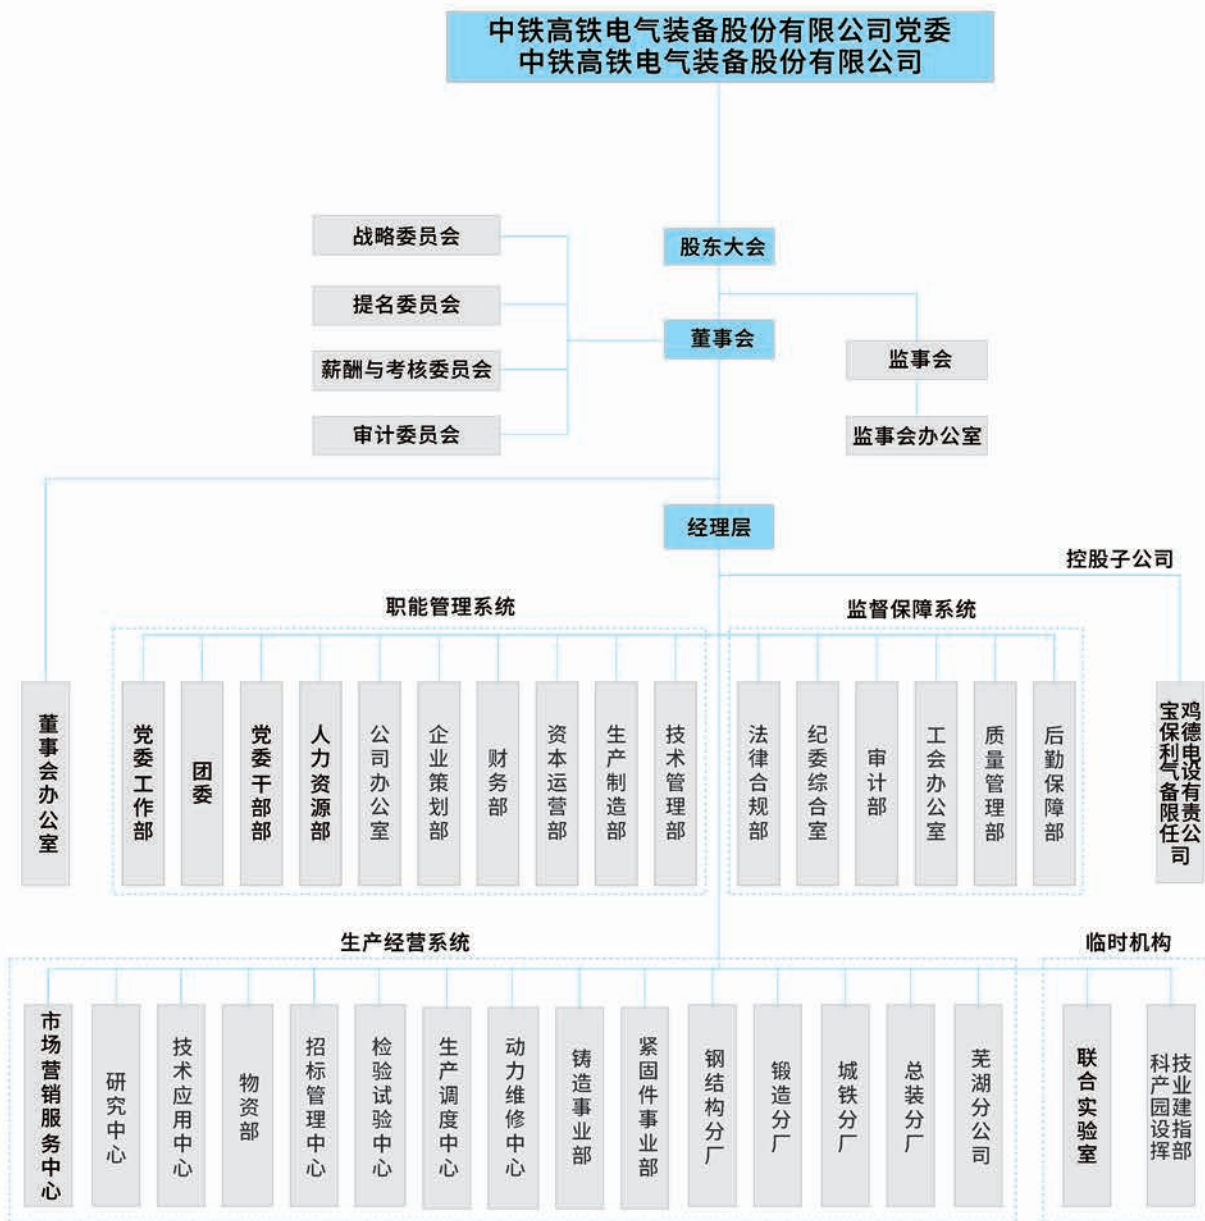 中铁高铁电气装备股份有限公司党委
中铁高铁电气装备股份有限公司
战略委员会
提名委员会
薪酬与考核委员会
审计委员会
股东大会
董事会
监事会
监事会办公室
经理层
控股子公司
职能管理系统
监督保障系统
董事会办公室
党委工作部
团委
党委干部部
人力资源部
公司办公室
企业策划部
财务部
资本运营部
生产制造部
技术管理部
法律合规部
纪委综合室
审计部
工会办公室
质量管理部
后勤保障部
宝鸡保德利电气设备有限责任公司
生产经营系统
临时机构
市场营销服务中心
研究中心
技术应用中心
物资部
招标管理中心
检验试验中心
生产调度中心
动力维修中心
铸造事业部
紧固件事业部
钢结构分厂
锻造分厂
城铁分厂
总装分厂
芜湖分公司
联合实验室
科技产业园建设指挥部